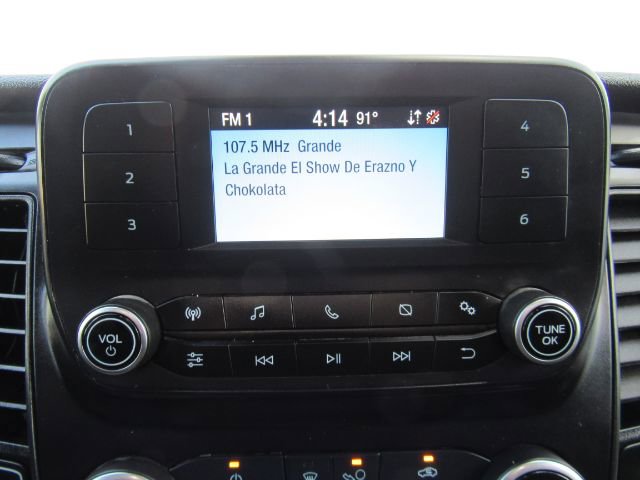 FM 1 4:14 91°
107.5 MHz Grande
La Grande El Show De Erazno Y
Chokolata
1
2
3
4
5
6
VOL
TUNE
OK